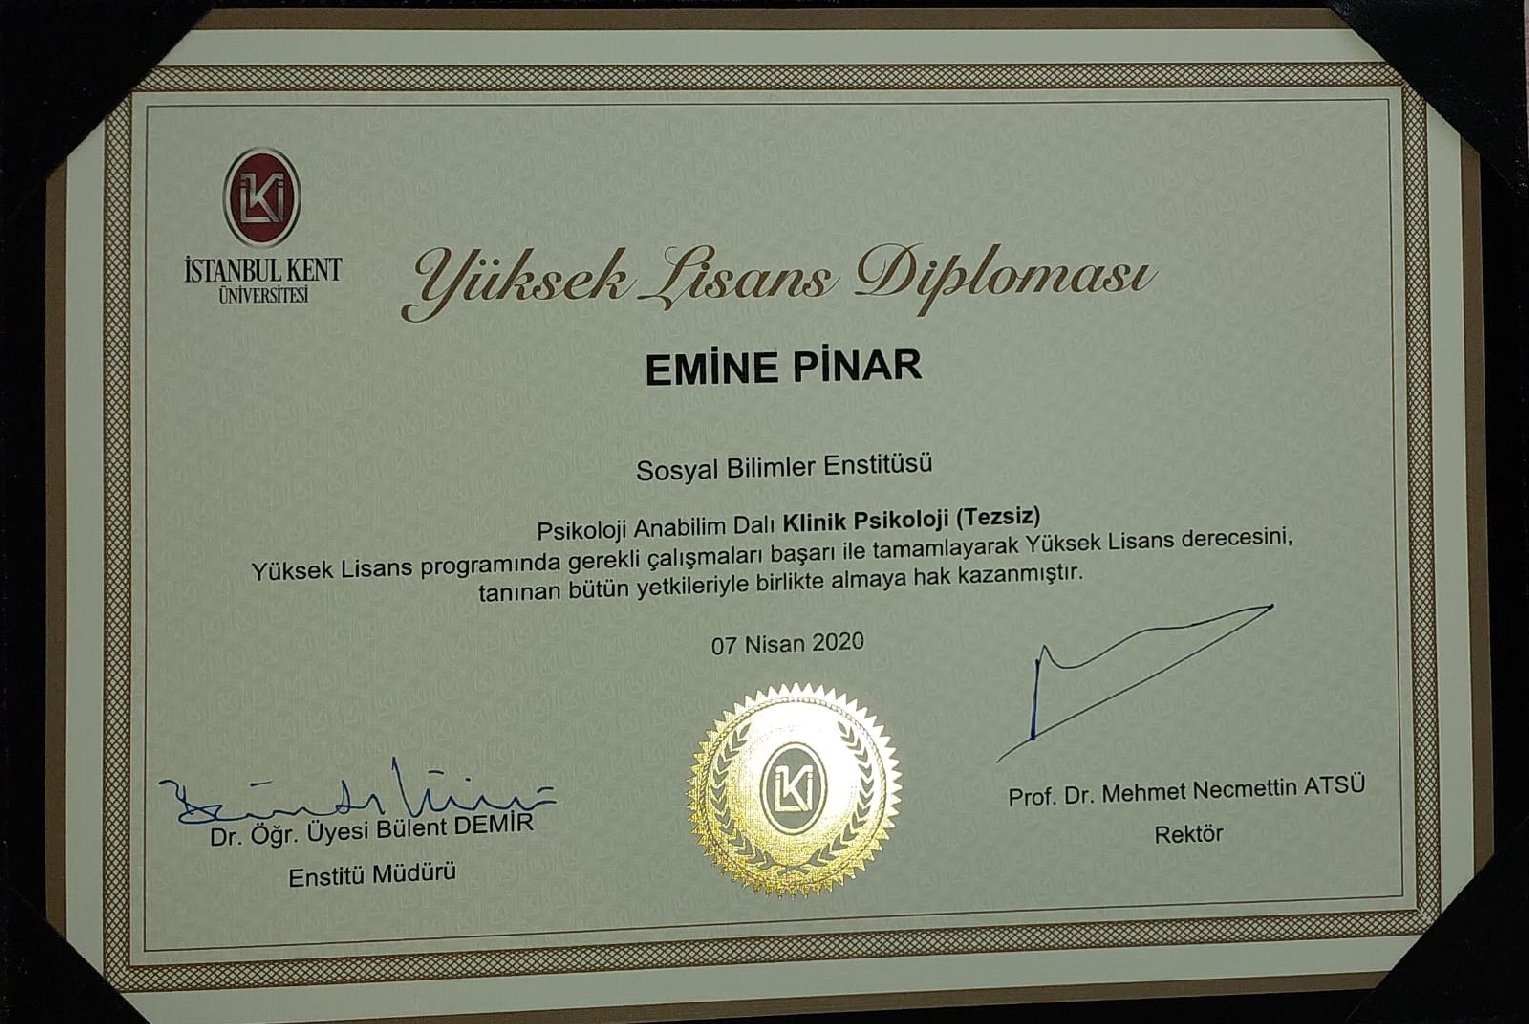 İSTANBUL KENT
ÜNİVERSİTESİ
Yüksek Lisans Diploması
EMİNE PİNAR
Sosyal Bilimler Enstitüsü
Psikoloji Anabilim Dalı Klinik Psikoloji (Tezsiz)
Yüksek Lisans programında gerekli çalışmaları başarı ile tamamlayarak Yüksek Lisans derecesini,
tanınan bütün yetkileriyle birlikte almaya hak kazanmıştır.
07 Nisan 2020
Dr. Öğr. Üyesi Bülent DEMİR
Enstitü Müdürü
Prof. Dr. Mehmet Necmettin ATSÜ
Rektör